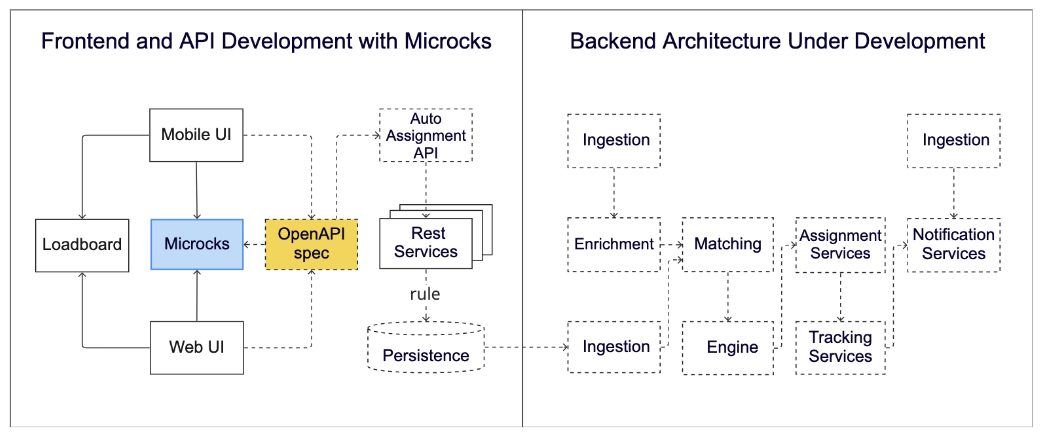 Frontend and API Development with Microcks
Mobile UI
Auto
Assignment
API
Loadboard
Microcks
OpenAPI
spec
Rest
Services
rule
Web UI
Persistence
Backend Architecture Under Development
Ingestion
Ingestion
Enrichment
Matching
Assignment
Services
Notification
Services
Ingestion
Engine
Tracking
Services